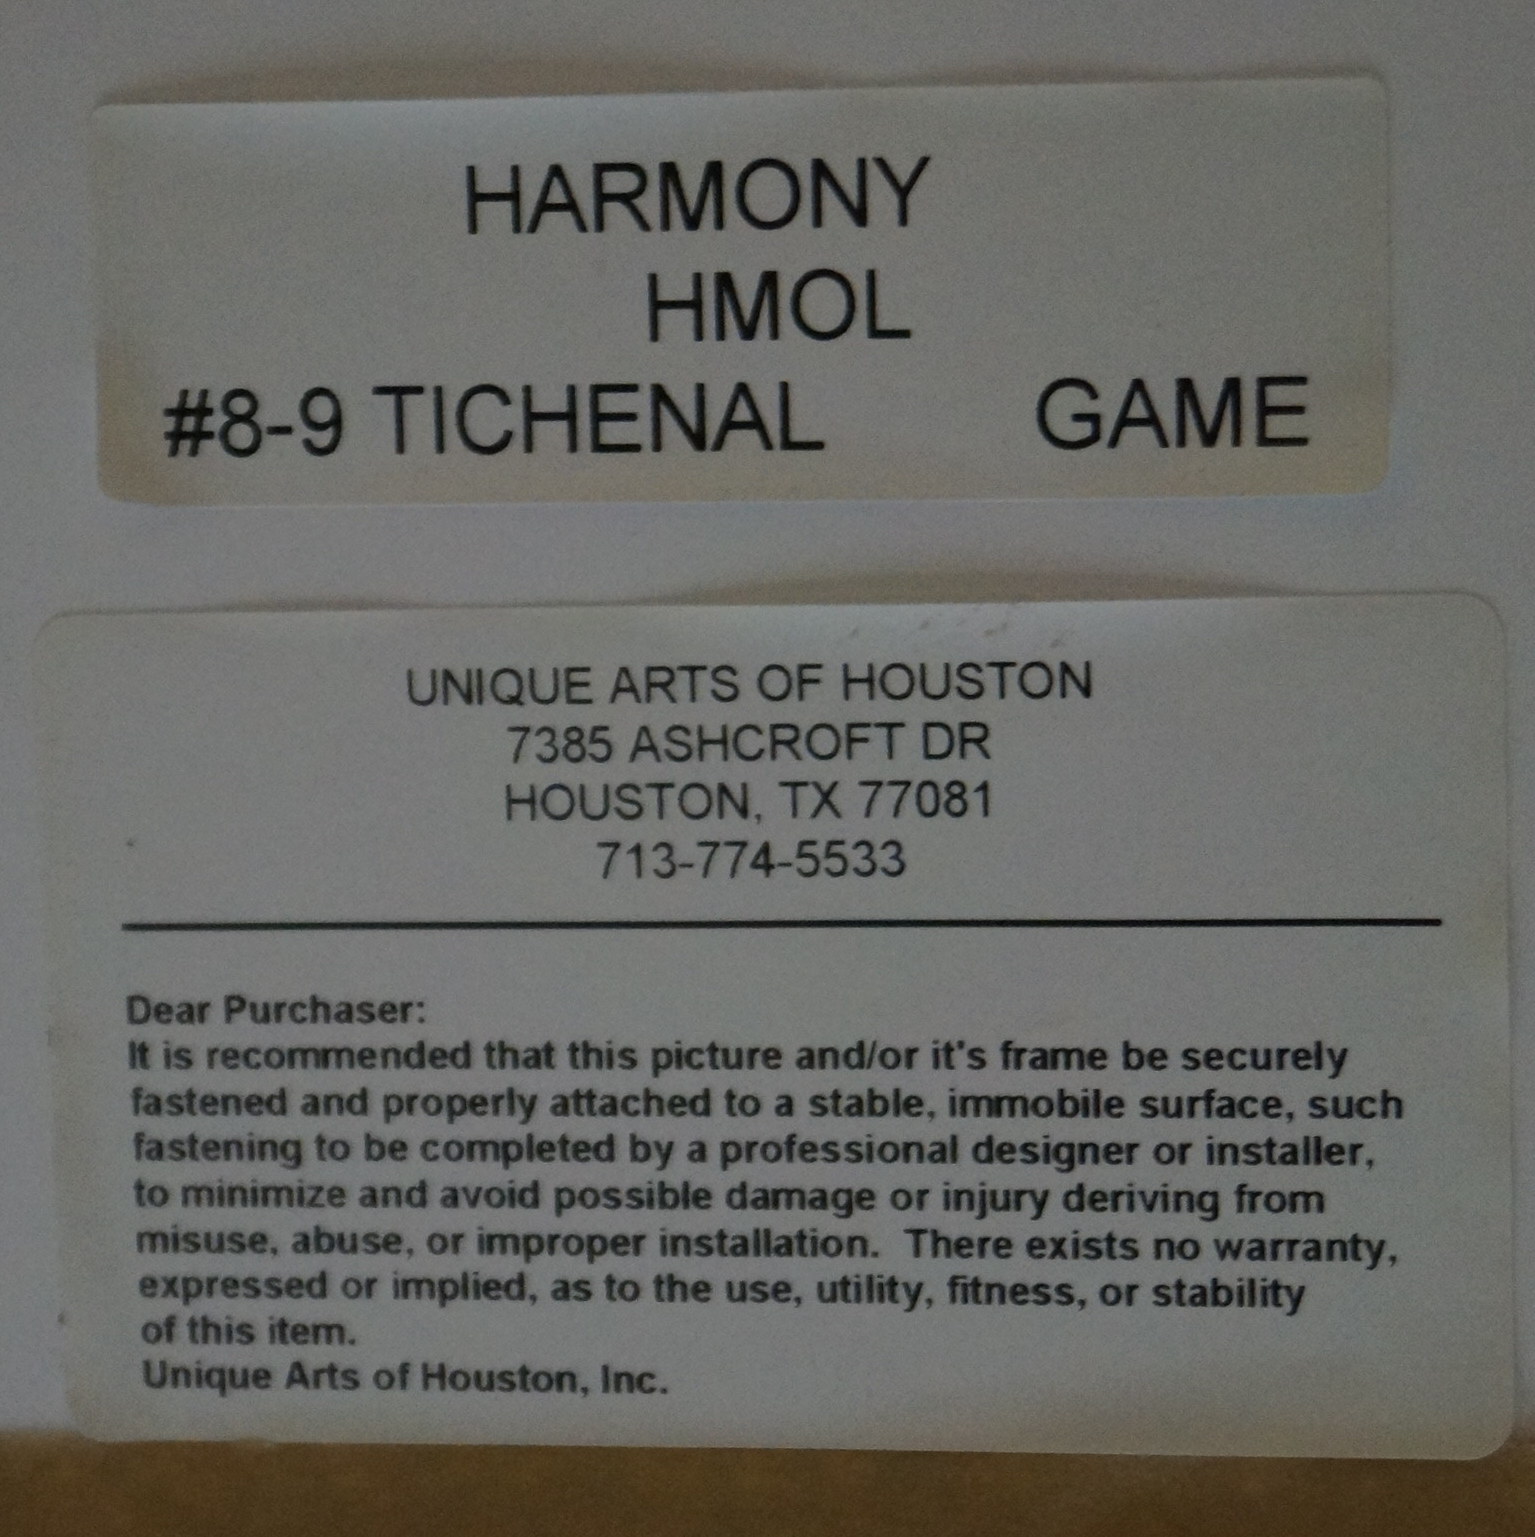 HARMONY
HMOL
#8-9 TICHENAL GAME
UNIQUE ARTS OF HOUSTON
7385 ASHCROFT DR
HOUSTON, TX 77081
713-774-5533
Dear Purchaser:
It is recommended that this picture and/or it's frame be securely
fastened and properly attached to a stable, immobile surface, such
fastening to be completed by a professional designer or installer,
to minimize and avoid possible damage or injury deriving from
misuse, abuse, or improper installation. There exists no warranty,
expressed or implied, as to the use, utility, fitness, or stability
of this item.
Unique Arts of Houston, Inc.